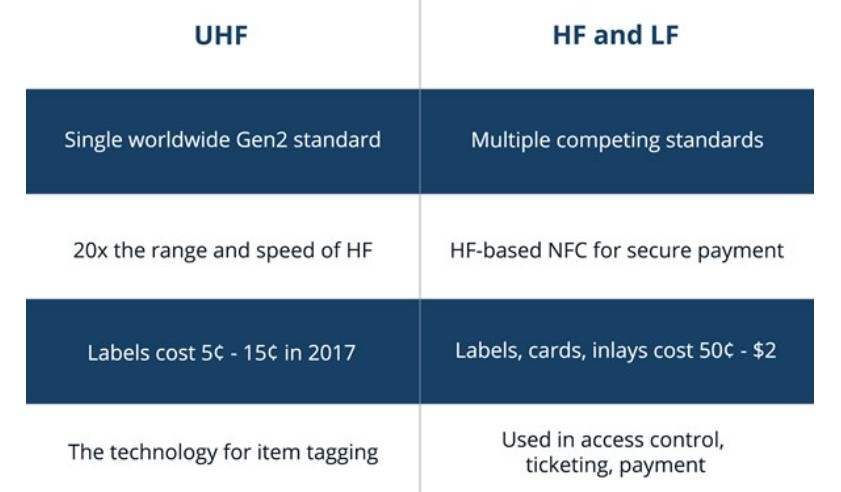 UHF
HF and LF
Single worldwide Gen2 standard
Multiple competing standards
20x the range and speed of HF
HF-based NFC for secure payment
Labels cost 5¢ - 15¢ in 2017
Labels, cards, inlays cost 50¢ - $2
The technology for item tagging
Used in access control,
ticketing, payment